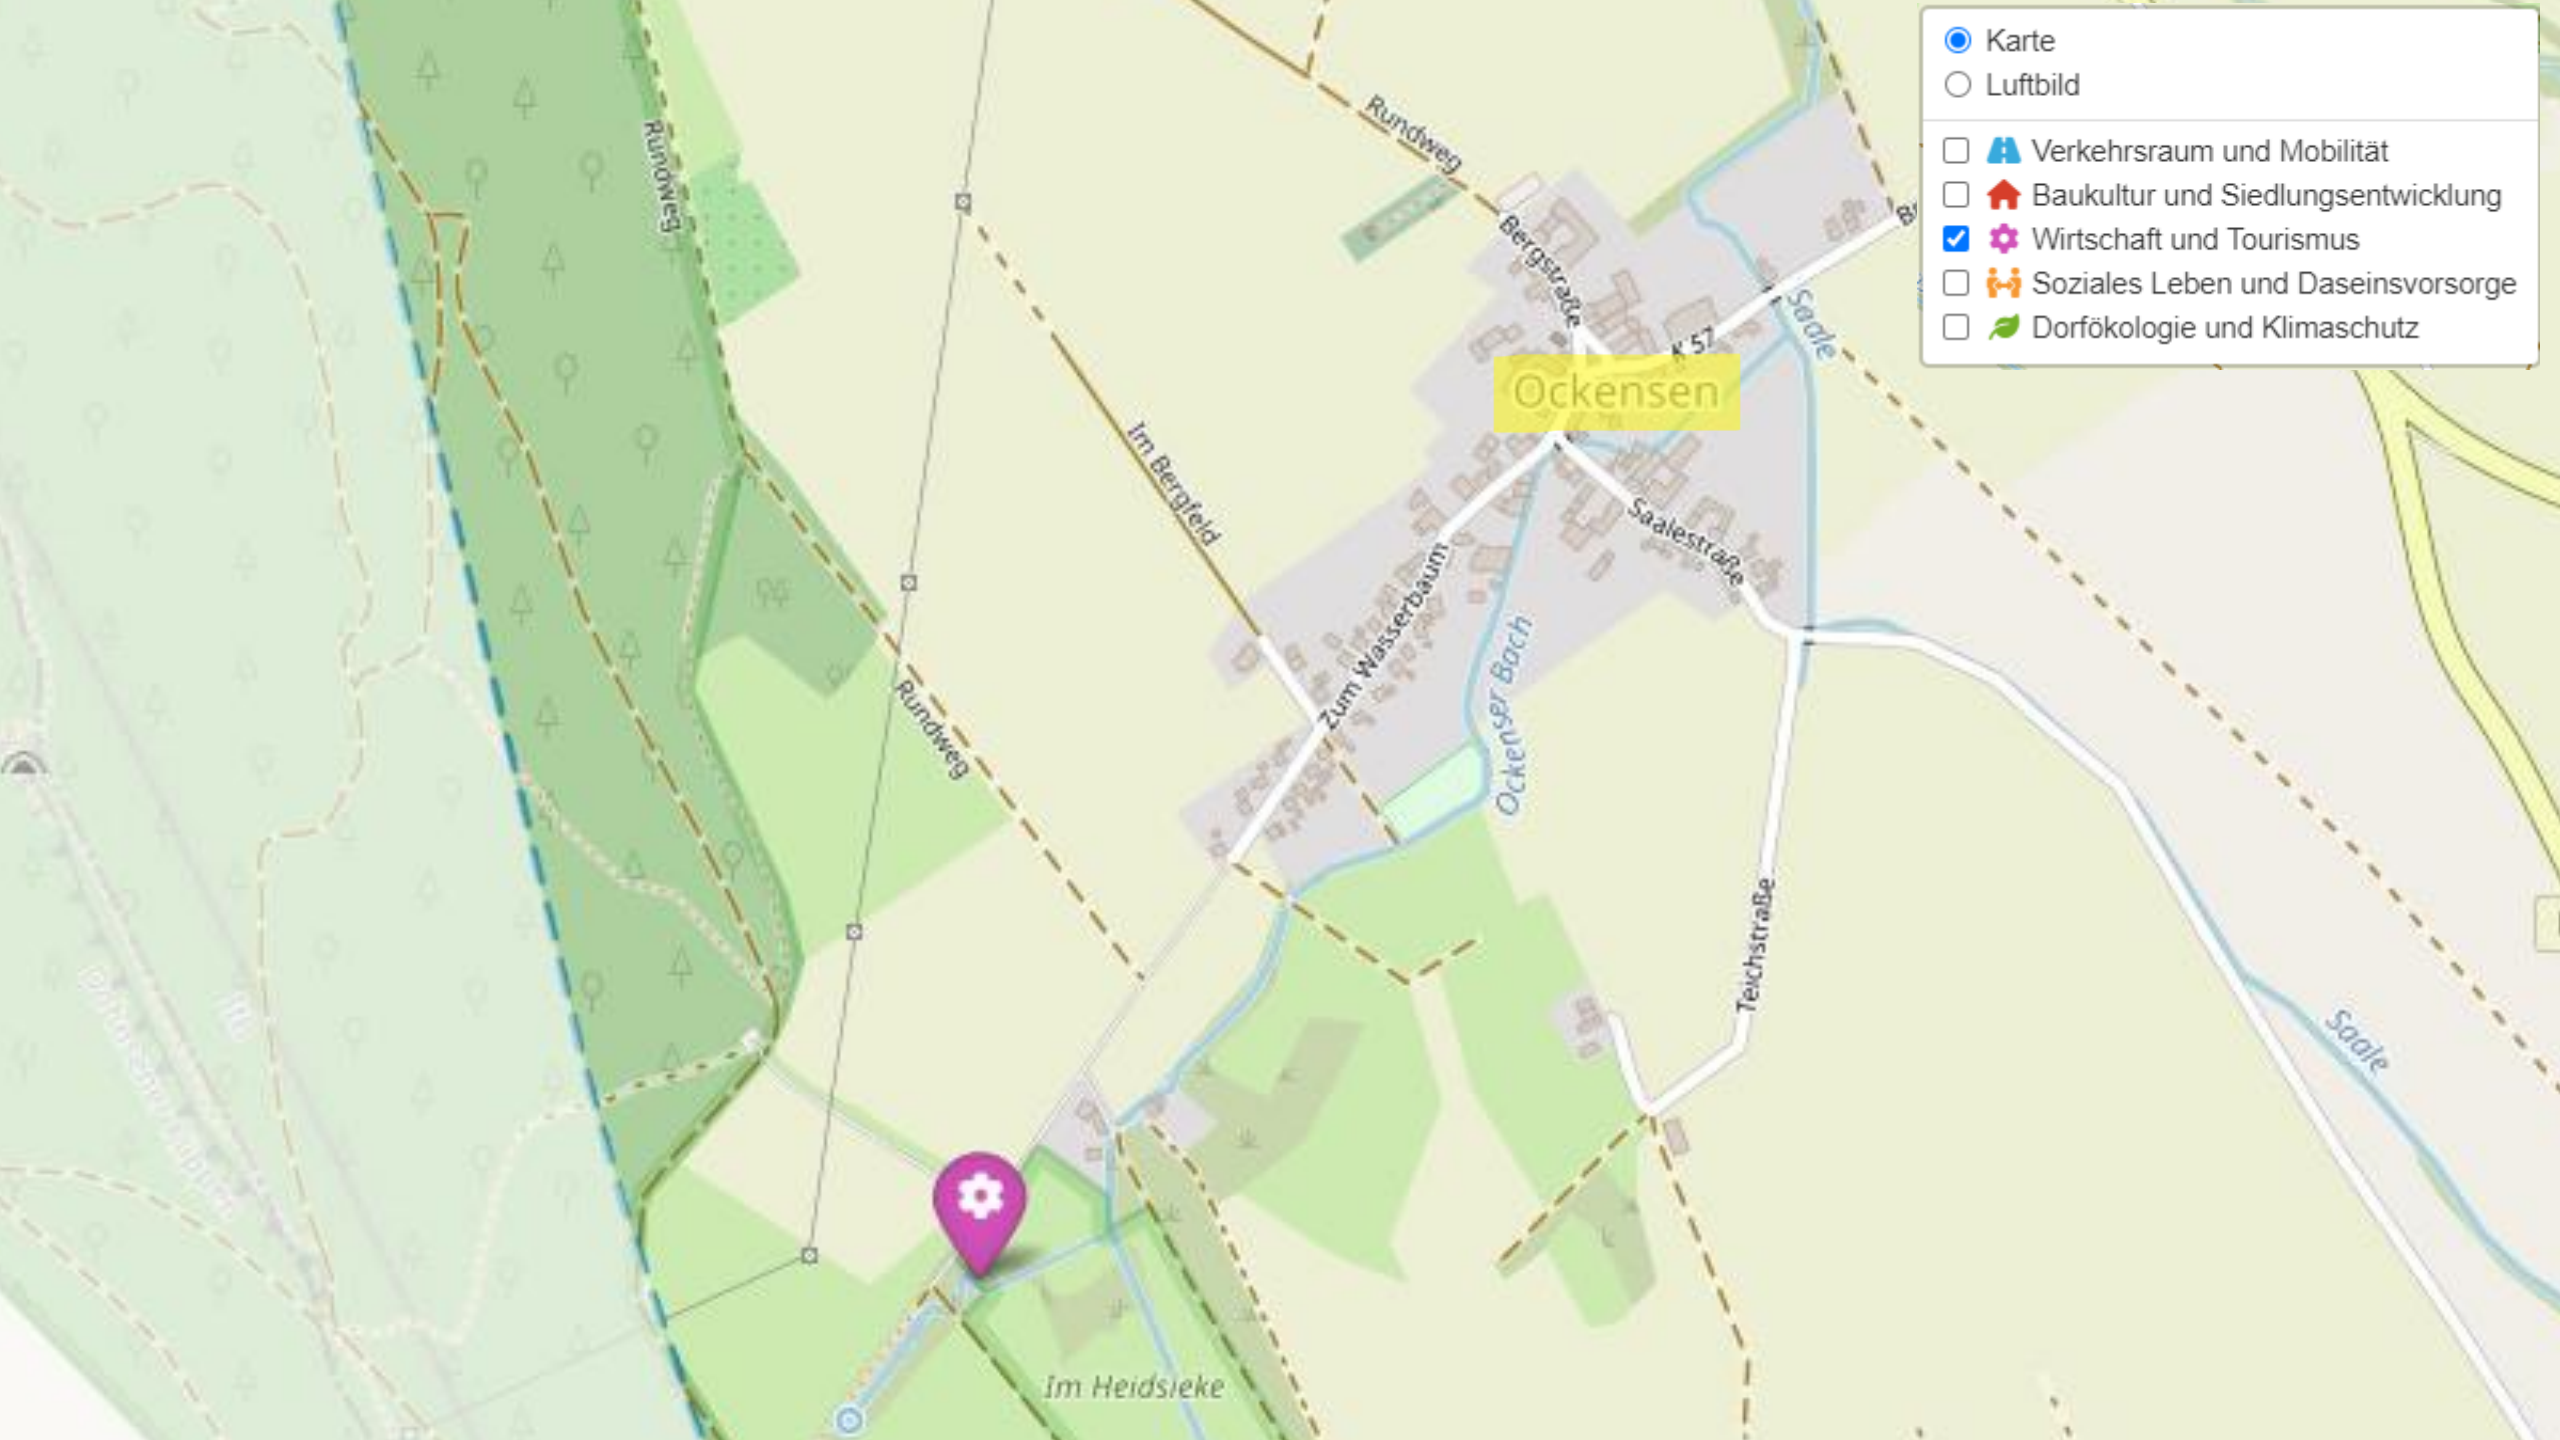 Karte
Luftbild
Verkehrsraum und Mobilität
Baukultur und Siedlungsentwicklung
Wirtschaft und Tourismus
Soziales Leben und Daseinsvorsorge
Dorfökologie und Klimaschutz
Rundweg
Rundweg
Bergstraße
K 57
Saale
Ockensen
Im Bergfeld
Saalestraße
Zum Wasserbaum
Ockenser Bach
Rundweg
Teichstraße
Ith
Saale
Im Heidsieke